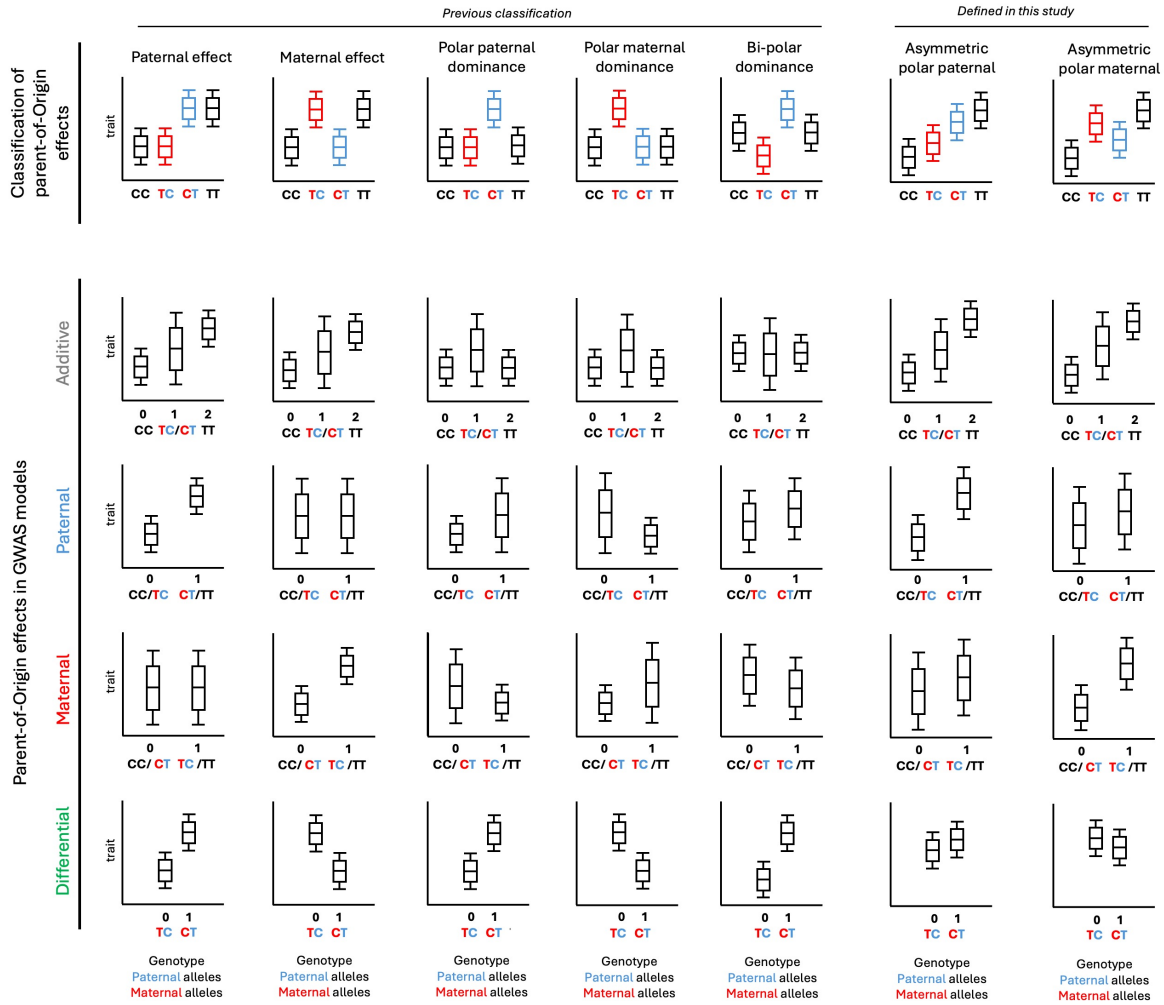 Previous classification
Defined in this study
Classification of
parent-of-Origin
effects
Paternal effect
Maternal effect
Polar paternal
dominance
Polar maternal
dominance
Bi-polar
dominance
Asymmetric
polar paternal
Asymmetric
polar maternal
trait
CC TC CT TT
CC TC CT TT
CC TC CT TT
CC TC CT TT
CC TC CT TT
CC TC CT TT
CC TC CT TT
Parent-of-Origin effects in GWAS models
Additive
trait
0 1 2
CC TC/CT TT
0 1 2
CC TC/CT TT
0 1 2
CC TC/CT TT
0 1 2
CC TC/CT TT
0 1 2
CC TC/CT TT
0 1 2
CC TC/CT TT
0 1 2
CC TC/CT TT
Paternal
trait
0 1
CC/TC CT/TT
0 1
CC/TC CT/TT
0 1
CC/TC CT/TT
0 1
CC/TC CT/TT
0 1
CC/TC CT/TT
0 1
CC/TC CT/TT
0 1
CC/TC CT/TT
Maternal
trait
0 1
CC/ CT TC /TT
0 1
CC/ CT TC /TT
0 1
CC/ CT TC /TT
0 1
CC/ CT TC /TT
0 1
CC/ CT TC /TT
0 1
CC/ CT TC /TT
0 1
CC/ CT TC /TT
Differential
trait
0 1
TC CT
0 1
TC CT
0 1
TC CT
0 1
TC CT
0 1
TC CT
0 1
TC CT
0 1
TC CT
Genotype
Paternal alleles
Maternal alleles
Genotype
Paternal alleles
Maternal alleles
Genotype
Paternal alleles
Maternal alleles
Genotype
Paternal alleles
Maternal alleles
Genotype
Paternal alleles
Maternal alleles
Genotype
Paternal alleles
Maternal alleles
Genotype
Paternal alleles
Maternal alleles